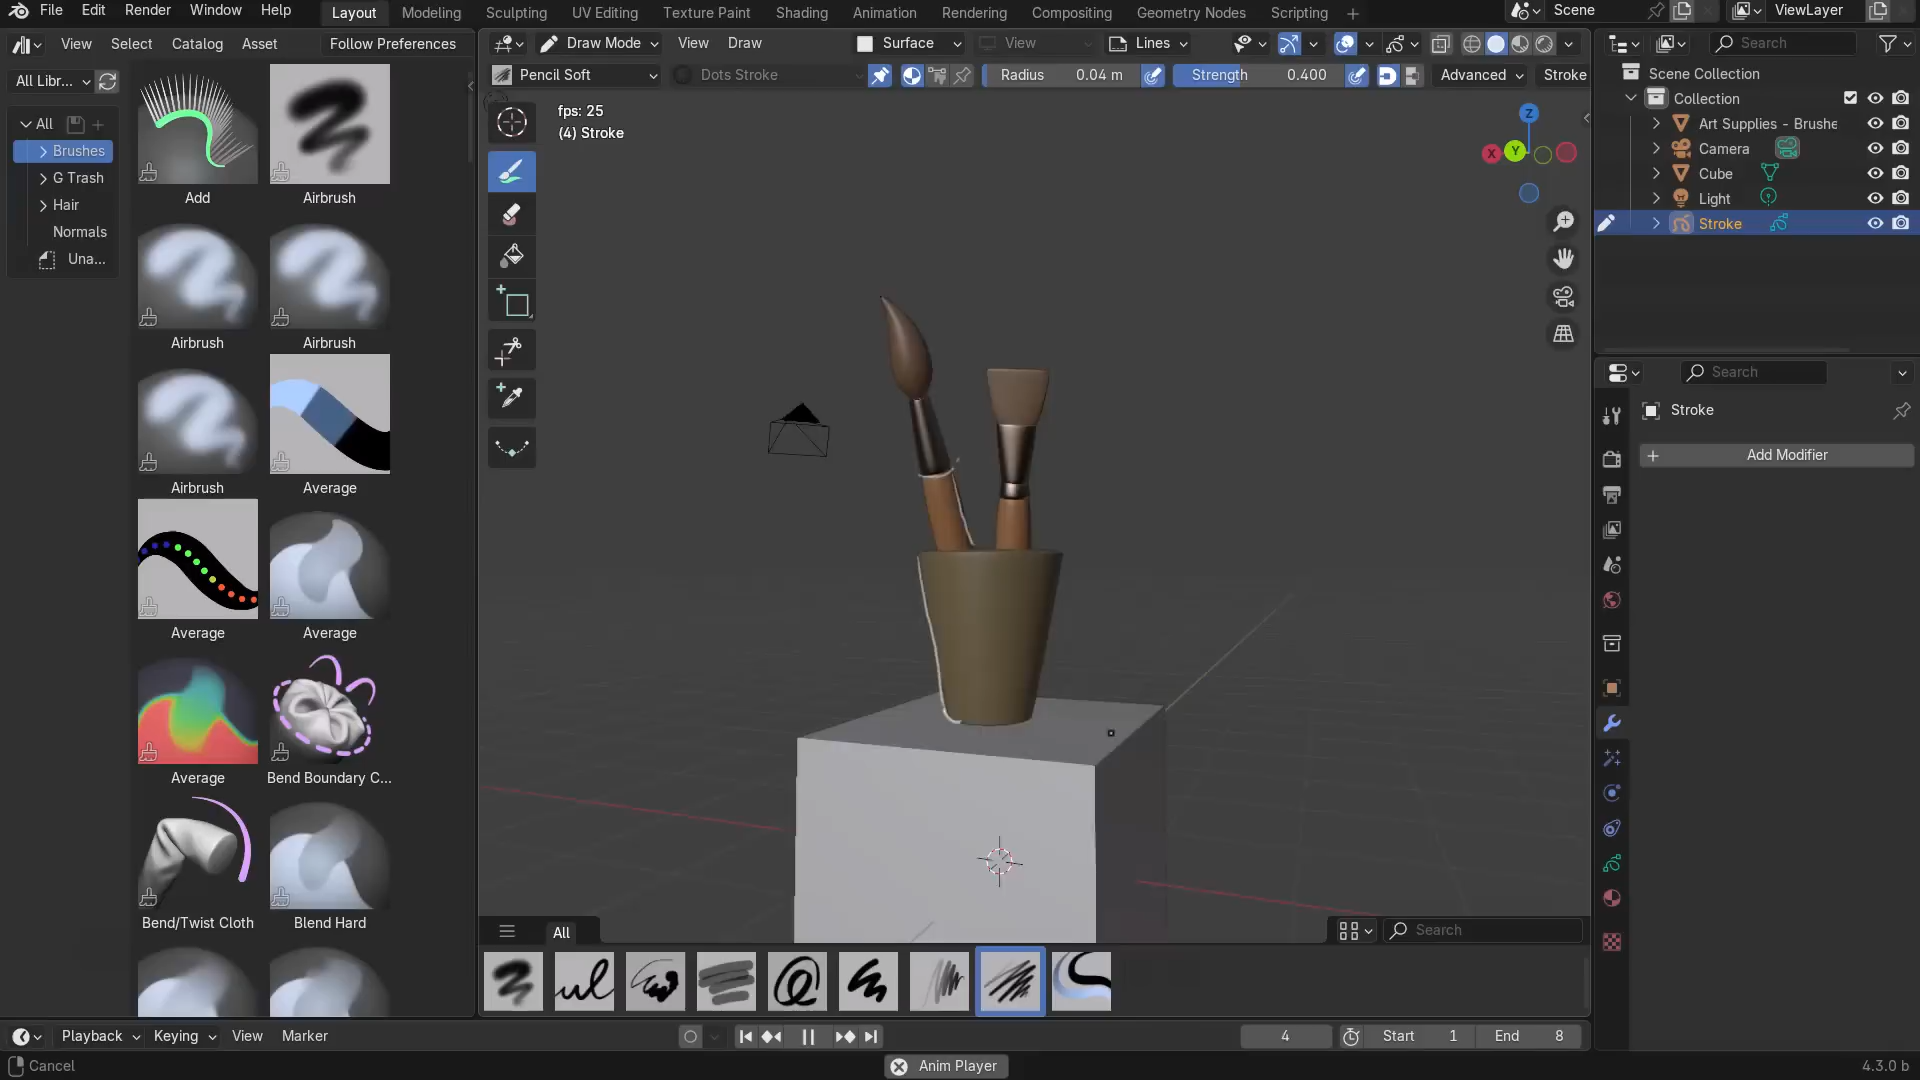 File Edit Render Window Help Layout Modeling Sculpting UV Editing Texture Paint Shading Animation Rendering Compositing Geometry Nodes Scripting Scene ViewLayer
View Select Catalog Asset Follow Preferences
Draw Mode View Draw Surface View Lines
Search
All Libr...
Pencil Soft Dots Stroke Radius 0.04 m Strength 0.400 Advanced Stroke
All
Brushes
G Trash
Hair
Normals
Una...
Add
Airbrush
Airbrush
Airbrush
Airbrush
Average
Average
Average
Average
Bend Boundary C...
Bend/Twist Cloth
Blend Hard
fps: 25
(4) Stroke
Z
X
Y
All
Search
Scene Collection
Collection
Art Supplies - Brushe
Camera
Cube
Light
Stroke
Search
Stroke
Add Modifier
Playback Keying View Marker
4 Start 1 End 8
Cancel
Anim Player
4.3.0 b